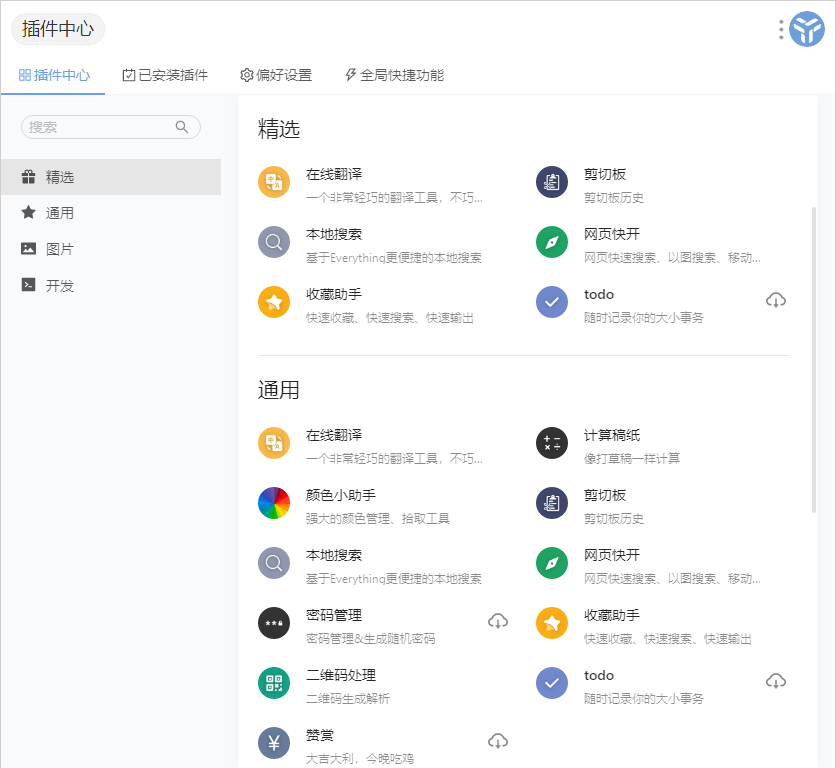 插件中心
插件中心 已安装插件 偏好设置 全局快捷功能
搜索
精选
通用
图片
开发
精选
在线翻译
一个非常轻巧的翻译工具，不巧...
剪切板
剪切板历史
本地搜索
基于Everything更便捷的本地搜索
网页快开
网页快速搜索、以图搜索、移动...
收藏助手
快速收藏、快速搜索、快速输出
todo
随时记录你的大小事务
通用
在线翻译
一个非常轻巧的翻译工具，不巧...
计算稿纸
像打草稿一样计算
颜色小助手
强大的颜色管理、拾取工具
剪切板
剪切板历史
本地搜索
基于Everything更便捷的本地搜索
网页快开
网页快速搜索、以图搜索、移动...
密码管理
密码管理&生成随机密码
收藏助手
快速收藏、快速搜索、快速输出
二维码处理
二维码生成解析
todo
随时记录你的大小事务
赞赏
大吉大利，今晚吃鸡